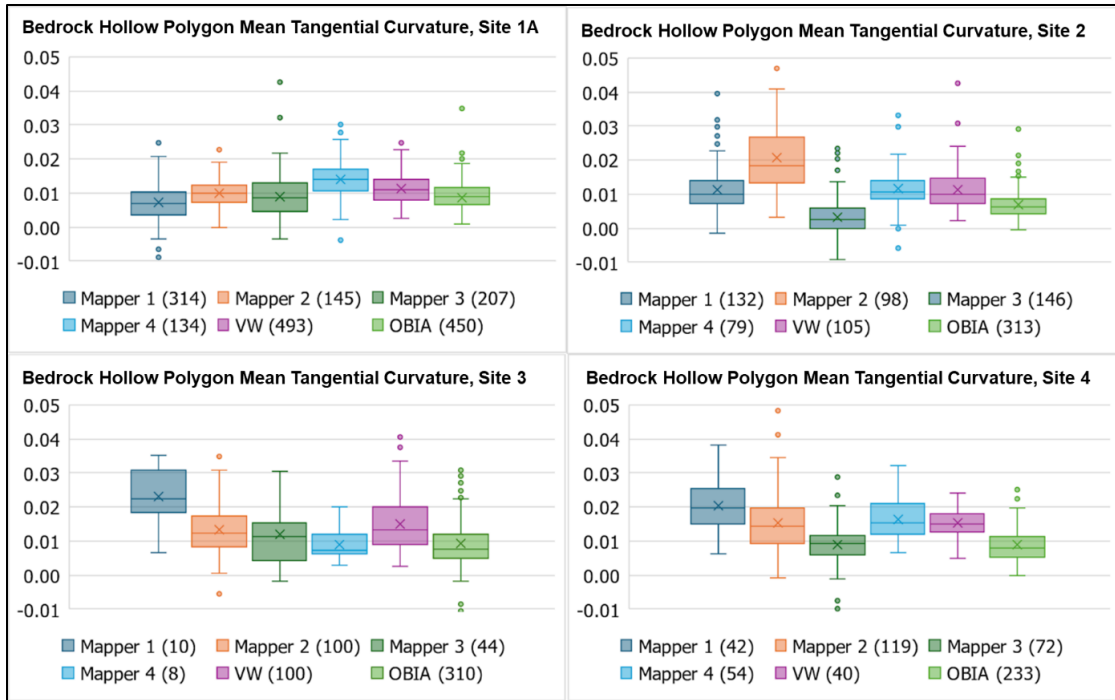 Bedrock Hollow Polygon Mean Tangential Curvature, Site 1A
0.05
0.04
0.03
0.02
0.01
0.00
-0.01
Mapper 1 (314) Mapper 2 (145) Mapper 3 (207)
Mapper 4 (134) VW (493) OBIA (450)
Bedrock Hollow Polygon Mean Tangential Curvature, Site 2
0.05
0.04
0.03
0.02
0.01
0.00
-0.01
Mapper 1 (132) Mapper 2 (98) Mapper 3 (146)
Mapper 4 (79) VW (105) OBIA (313)
Bedrock Hollow Polygon Mean Tangential Curvature, Site 3
0.05
0.04
0.03
0.02
0.01
0.00
-0.01
Mapper 1 (10) Mapper 2 (100) Mapper 3 (44)
Mapper 4 (8) VW (100) OBIA (310)
Bedrock Hollow Polygon Mean Tangential Curvature, Site 4
0.05
0.04
0.03
0.02
0.01
0.00
-0.01
Mapper 1 (42) Mapper 2 (119) Mapper 3 (72)
Mapper 4 (54) VW (40) OBIA (233)